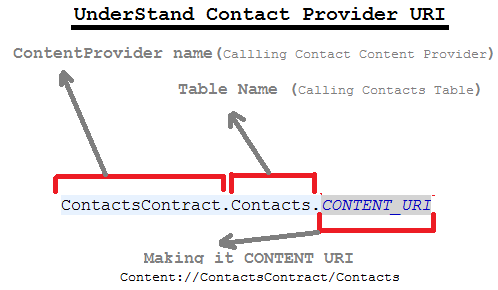 UnderStand Contact Provider URI
ContentProvider name(Callling Contact Content Provider)
Table Name (Calling Contacts Table)
ContactsContract.Contacts.CONTENT_URI
Making it CONTENT URI
Content://ContactsContract/Contacts